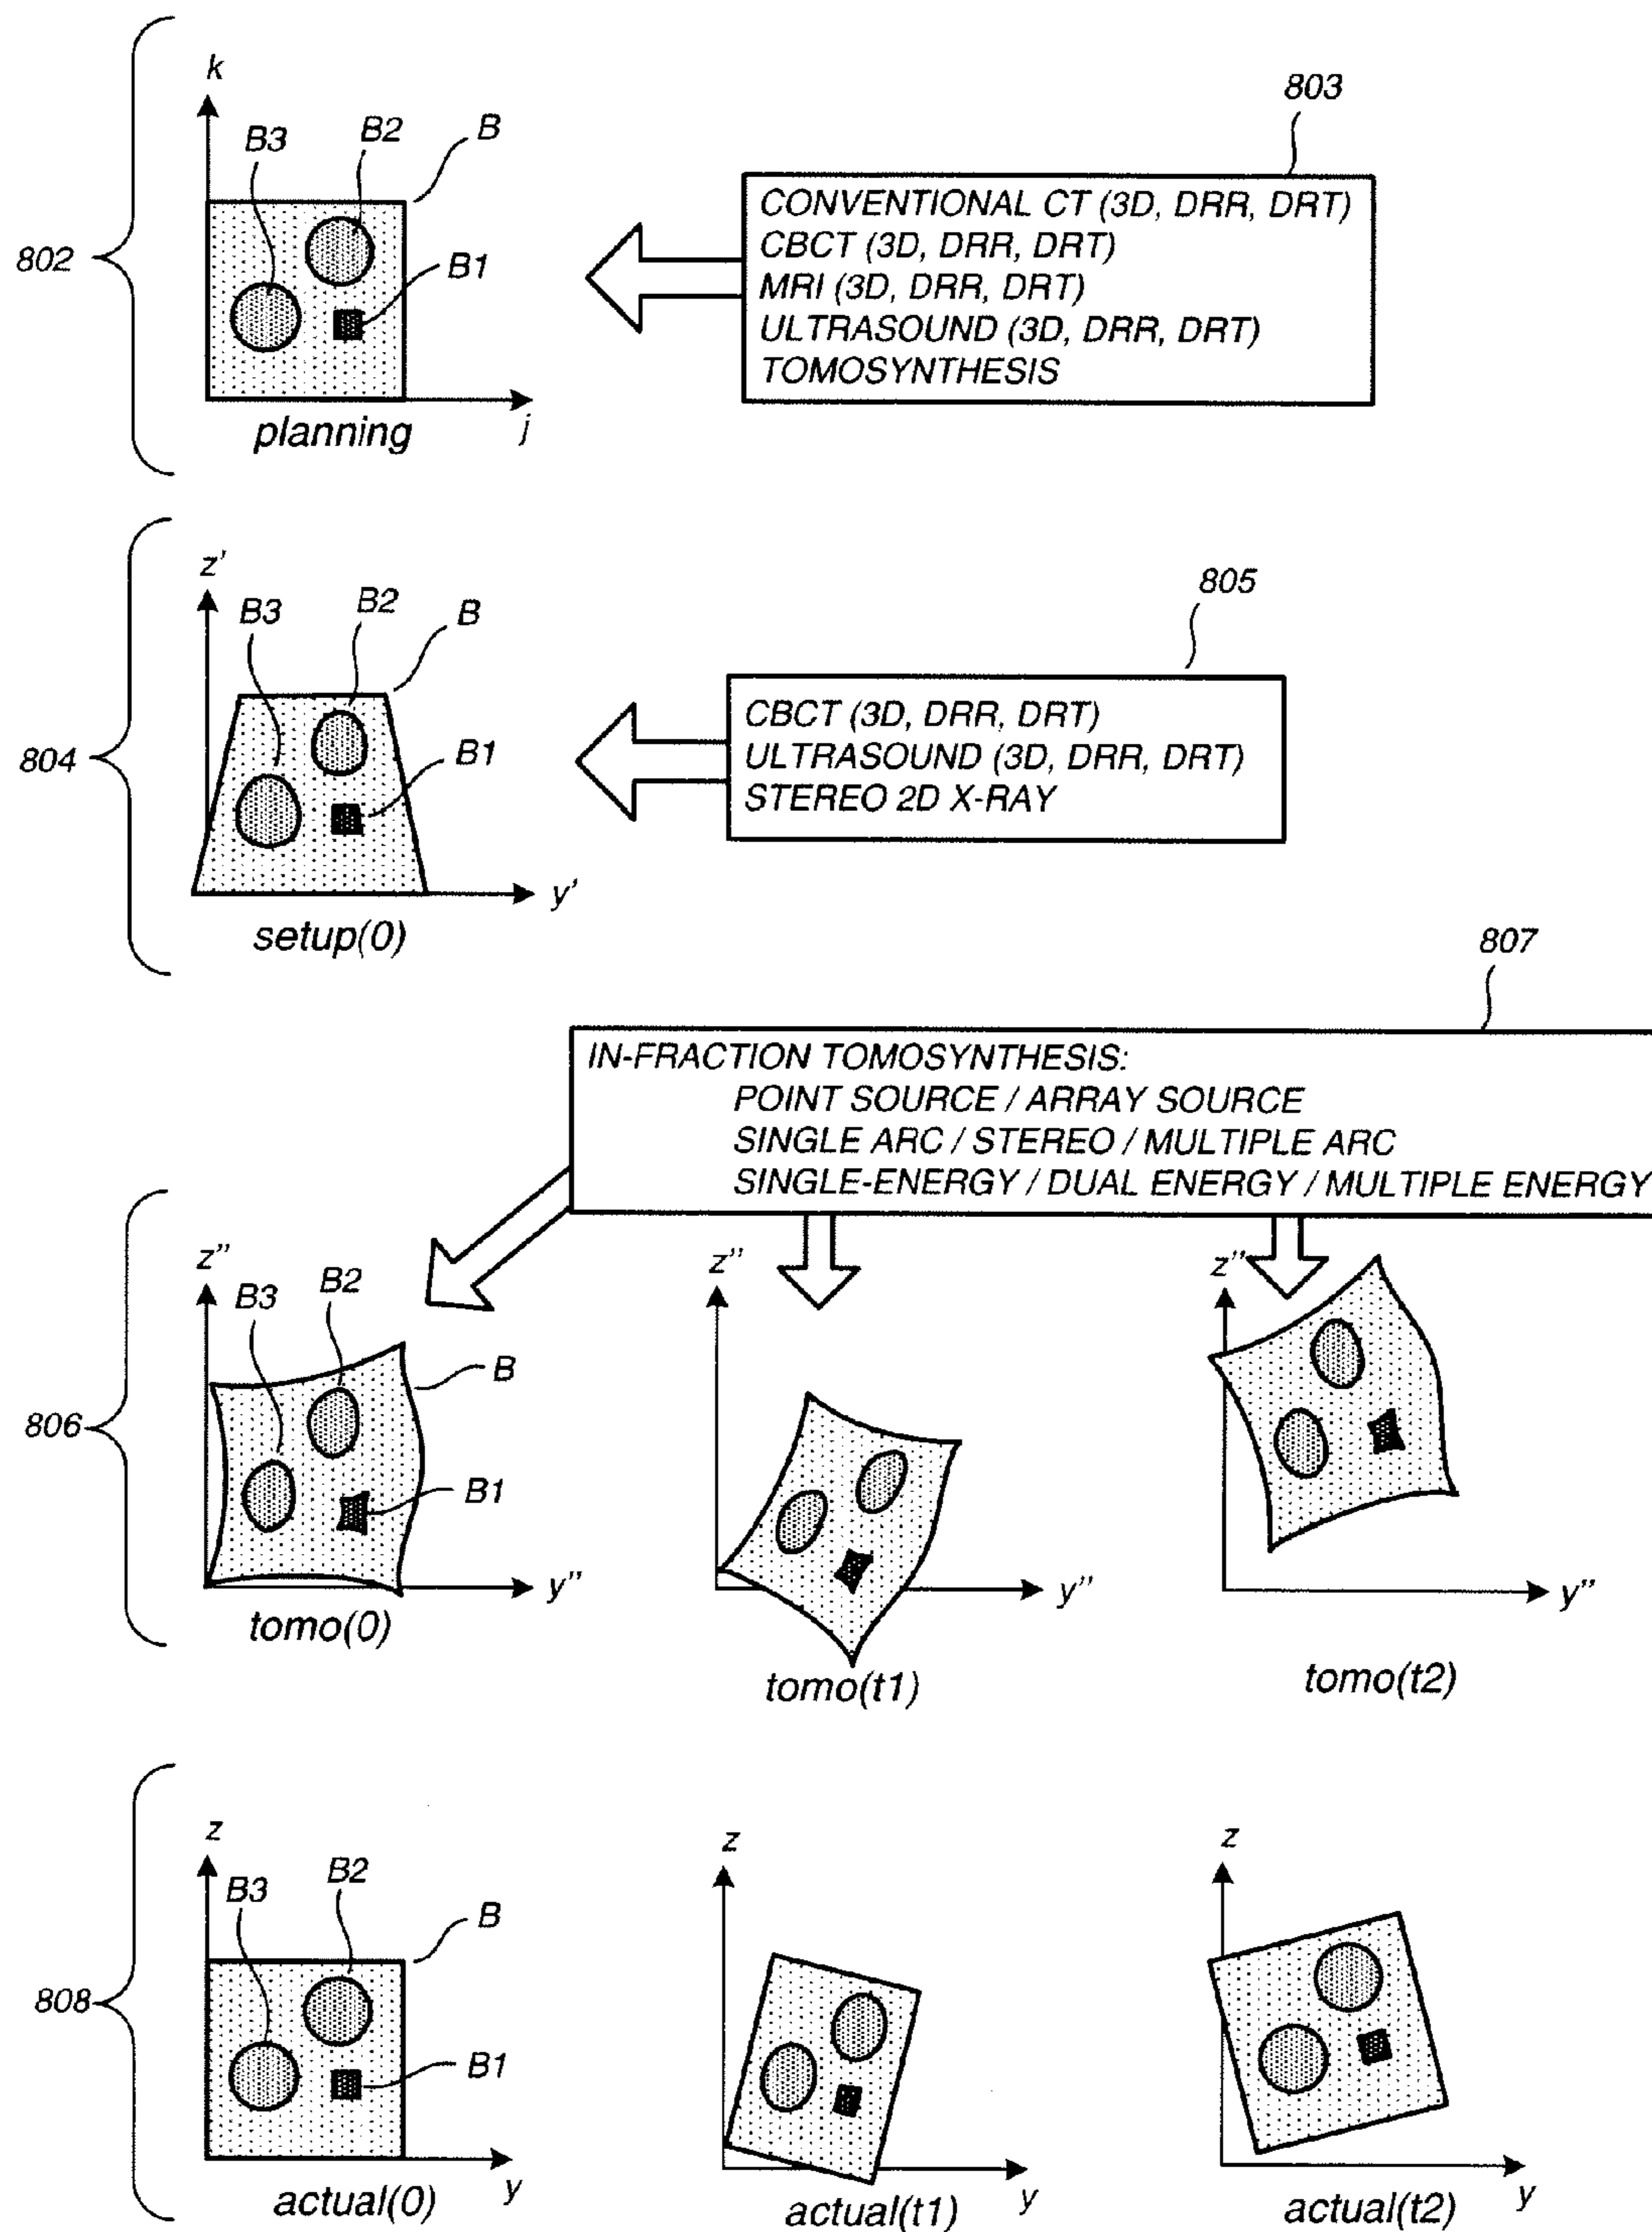 k
803
B3
B2
B
CONVENTIONAL CT (3D, DRR, DRT)
CBCT (3D, DRR, DRT)
MRI (3D, DRR, DRT)
ULTRASOUND (3D, DRR, DRT)
TOMOSYNTHESIS
802
B1
planning
j
z'
B3
B2
B
805
804
B1
CBCT (3D, DRR, DRT)
ULTRASOUND (3D, DRR, DRT)
STEREO 2D X-RAY
y'
setup(0)
807
IN-FRACTION TOMOSYNTHESIS:
POINT SOURCE / ARRAY SOURCE
SINGLE ARC / STEREO / MULTIPLE ARC
SINGLE-ENERGY / DUAL ENERGY / MULTIPLE ENERGY
z''
z''
z''
B3
B2
B
806
B1
y''
y''
y''
tomo(0)
tomo(t1)
tomo(t2)
z
z
z
B3
B2
B
808
B1
y
y
y
actual(0)
actual(t1)
actual(t2)